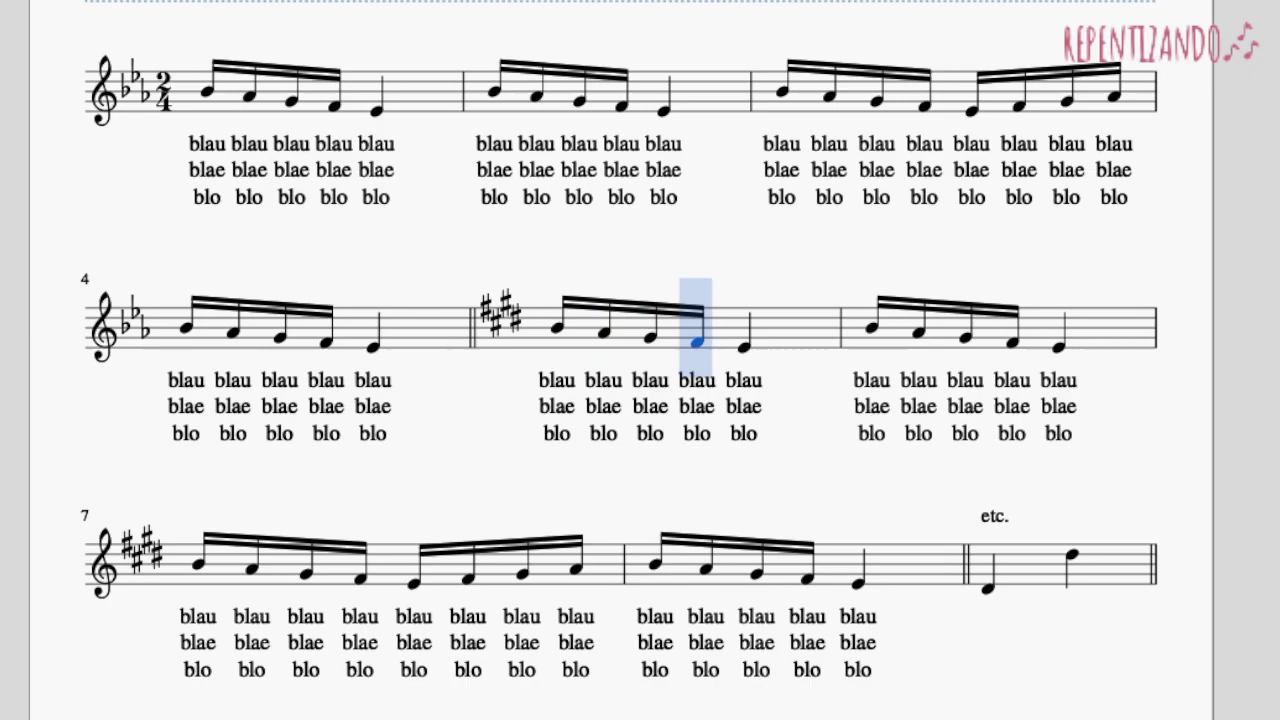 REPENTIZANDO
2
4
blau blau blau blau blau blau blau blau blau blau blau blau blau blau blau blau blau blau
blae blae blae blae blae blae blae blae blae blae blae blae blae blae blae blae blae blae
blo blo blo blo blo blo blo blo blo blo blo blo blo blo blo blo blo blo
4
blau blau blau blau blau blau blau blau blau blau blau blau blau blau blau
blae blae blae blae blae blae blae blae blae blae blae blae blae blae blae
blo blo blo blo blo blo blo blo blo blo blo blo blo blo blo
7 etc.
blau blau blau blau blau blau blau blau blau blau blau blau blau
blae blae blae blae blae blae blae blae blae blae blae blae blae
blo blo blo blo blo blo blo blo blo blo blo blo blo